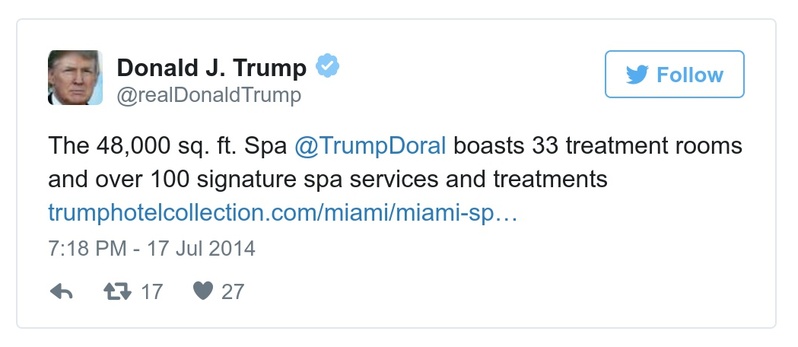 Donald J. Trump
@realDonaldTrump
Follow
The 48,000 sq. ft. Spa @TrumpDoral boasts 33 treatment rooms
and over 100 signature spa services and treatments
trumphotelcollection.com/miami/miami-sp…
7:18 PM - 17 Jul 2014
17 27